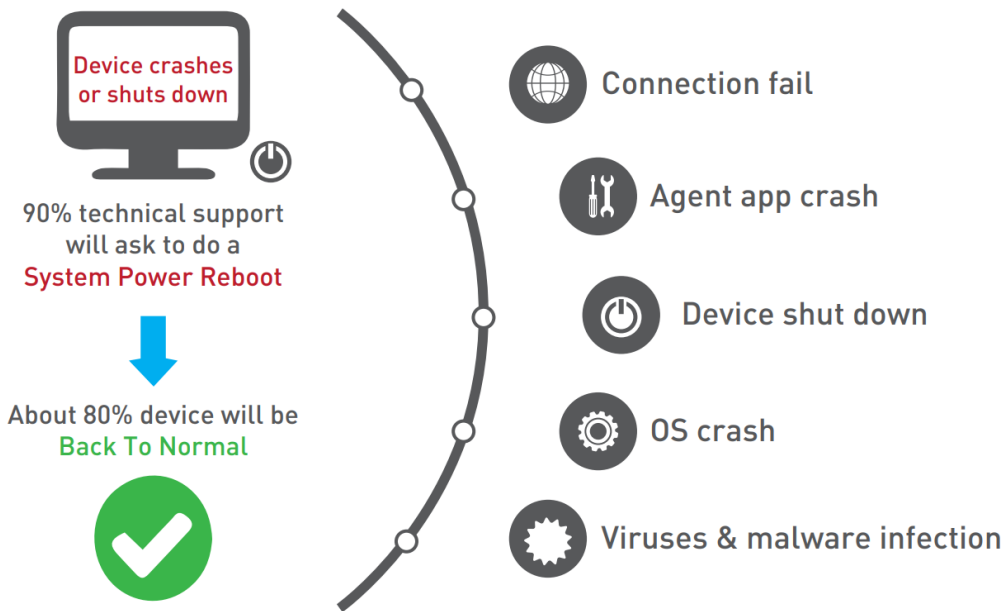 Device crashes
or shuts down
90% technical support
will ask to do a
System Power Reboot
About 80% device will be
Back To Normal
Connection fail
Agent app crash
Device shut down
OS crash
Viruses & malware infection